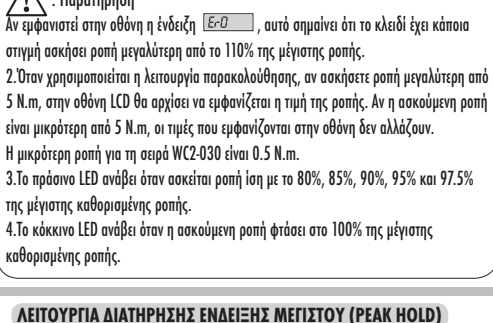 : Παρατήρηση
Αν εμφανιστεί στην οθόνη η ένδειξη Er0 , αυτό σημαίνει ότι το κλειδί έχει κάποια
στιγμή ασκήσει ροπή μεγαλύτερη από το 110% της μέγιστης ροπής.
2.Όταν χρησιμοποιείται η λειτουργία παρακολούθησης, αν ασκήσετε ροπή μεγαλύτερη από
5 N.m, στην οθόνη LCD θα αρχίσει να εμφανίζεται η τιμή της ροπής. Αν η ασκούμενη ροπή
είναι μικρότερη από 5 N.m, οι τιμές που εμφανίζονται στην οθόνη δεν αλλάζουν.
Η μικρότερη ροπή για τη σειρά WC2-030 είναι 0.5 N.m.
3.Το πράσινο LED ανάβει όταν ασκείται ροπή ίση με το 80%, 85%, 90%, 95% και 97.5%
της μέγιστης καθορισμένης ροπής.
4.Το κόκκινο LED ανάβει όταν η ασκούμενη ροπή φτάσει στο 100% της μέγιστης
καθορισμένης ροπής.
ΛΕΙΤΟΥΡΓΙΑ ΔΙΑΤΗΡΗΣΗΣ ΕΝΔΕΙΞΗΣ ΜΕΓΙΣΤΟΥ (PEAK HOLD)